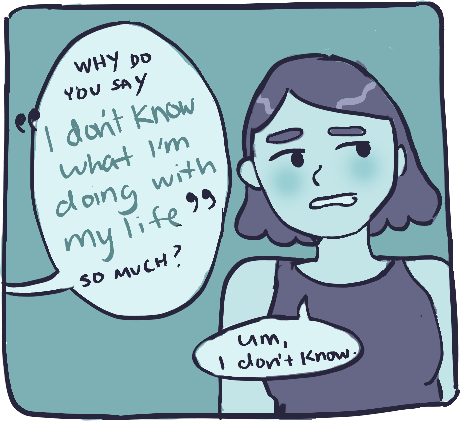 WHY DO
YOU SAY
“I don't know
what I'm
doing with
my life”
SO MUCH?
um,
I don't know.